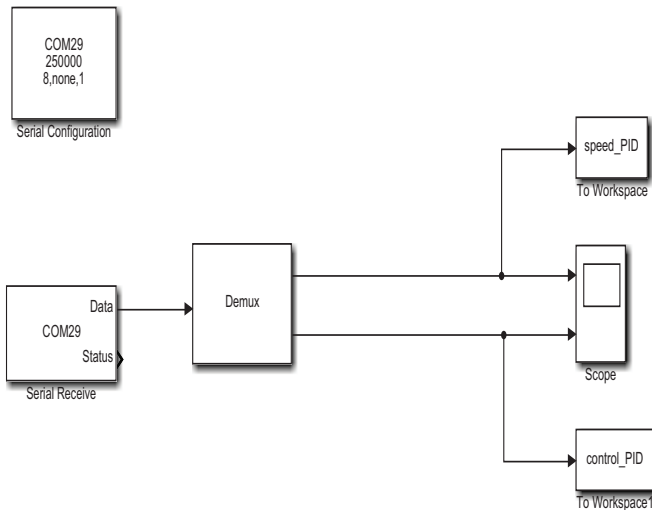 COM29
250000
8,none,1
Serial Configuration
speed_PID
To Workspace
Data
COM29
Status
Serial Receive
Demux
Scope
control_PID
To Workspace1